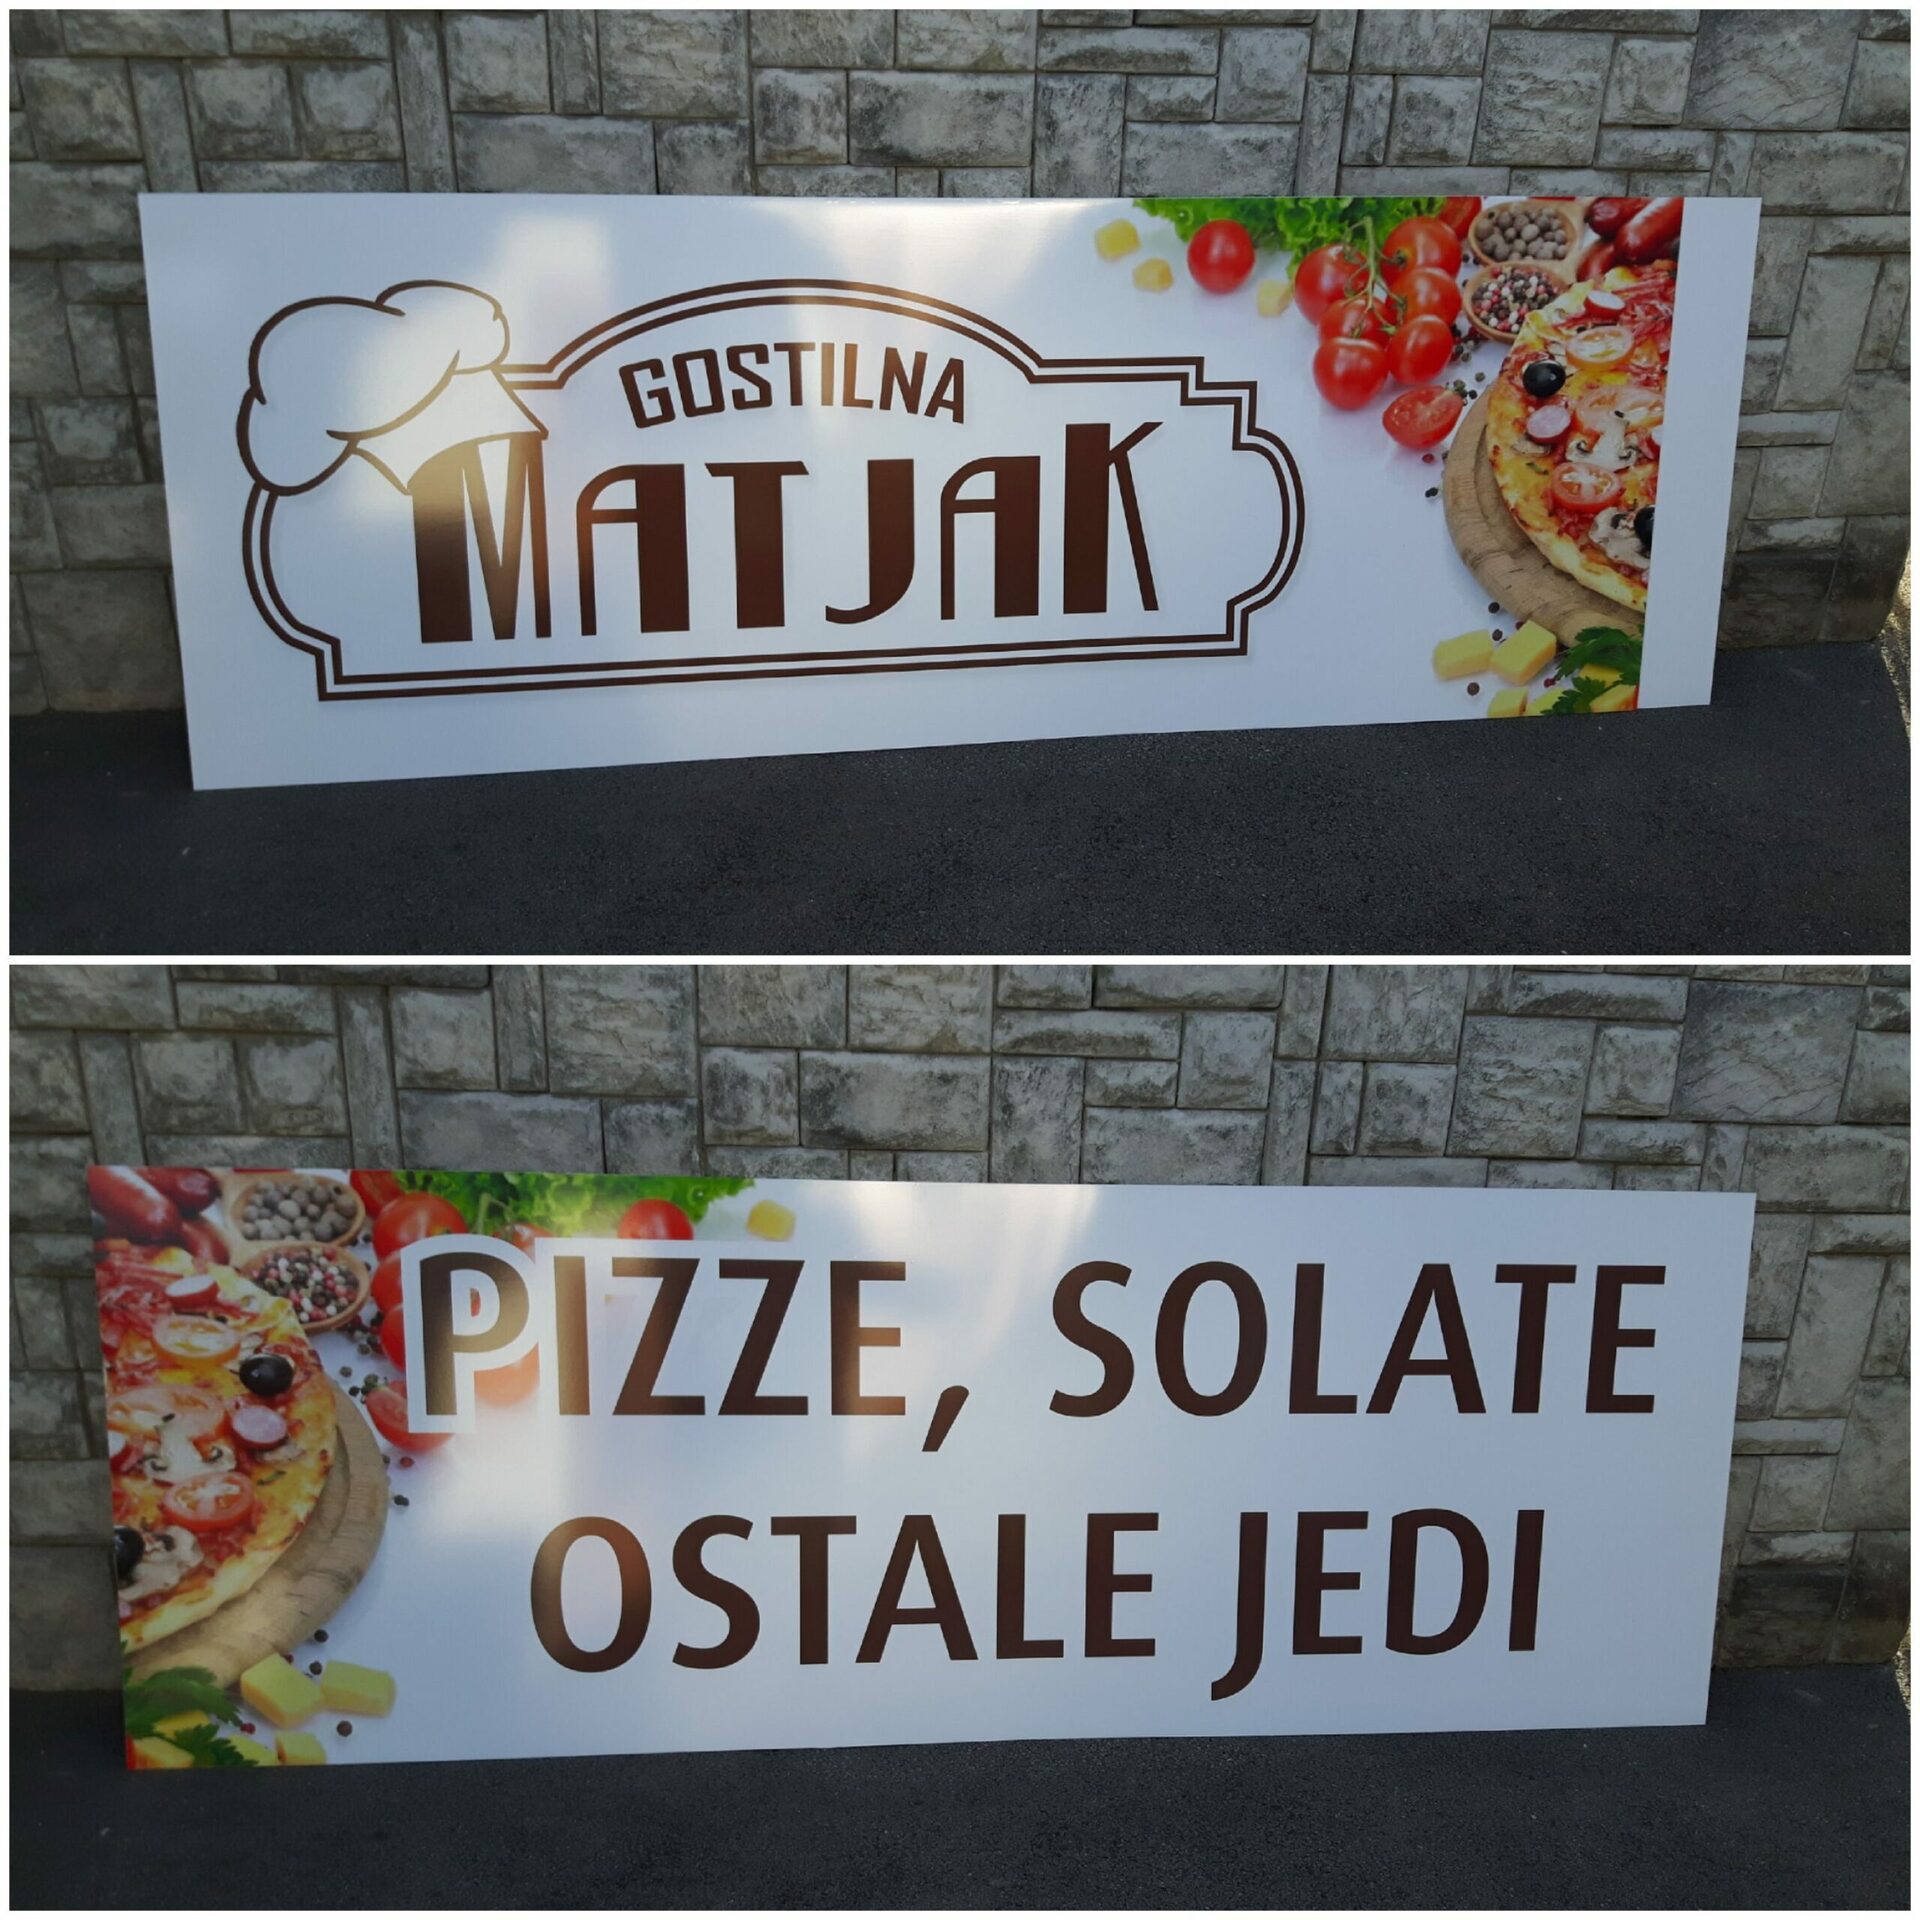 GOSTILNA
MATJAK
PIZZE, SOLATE
OSTALE JEDI